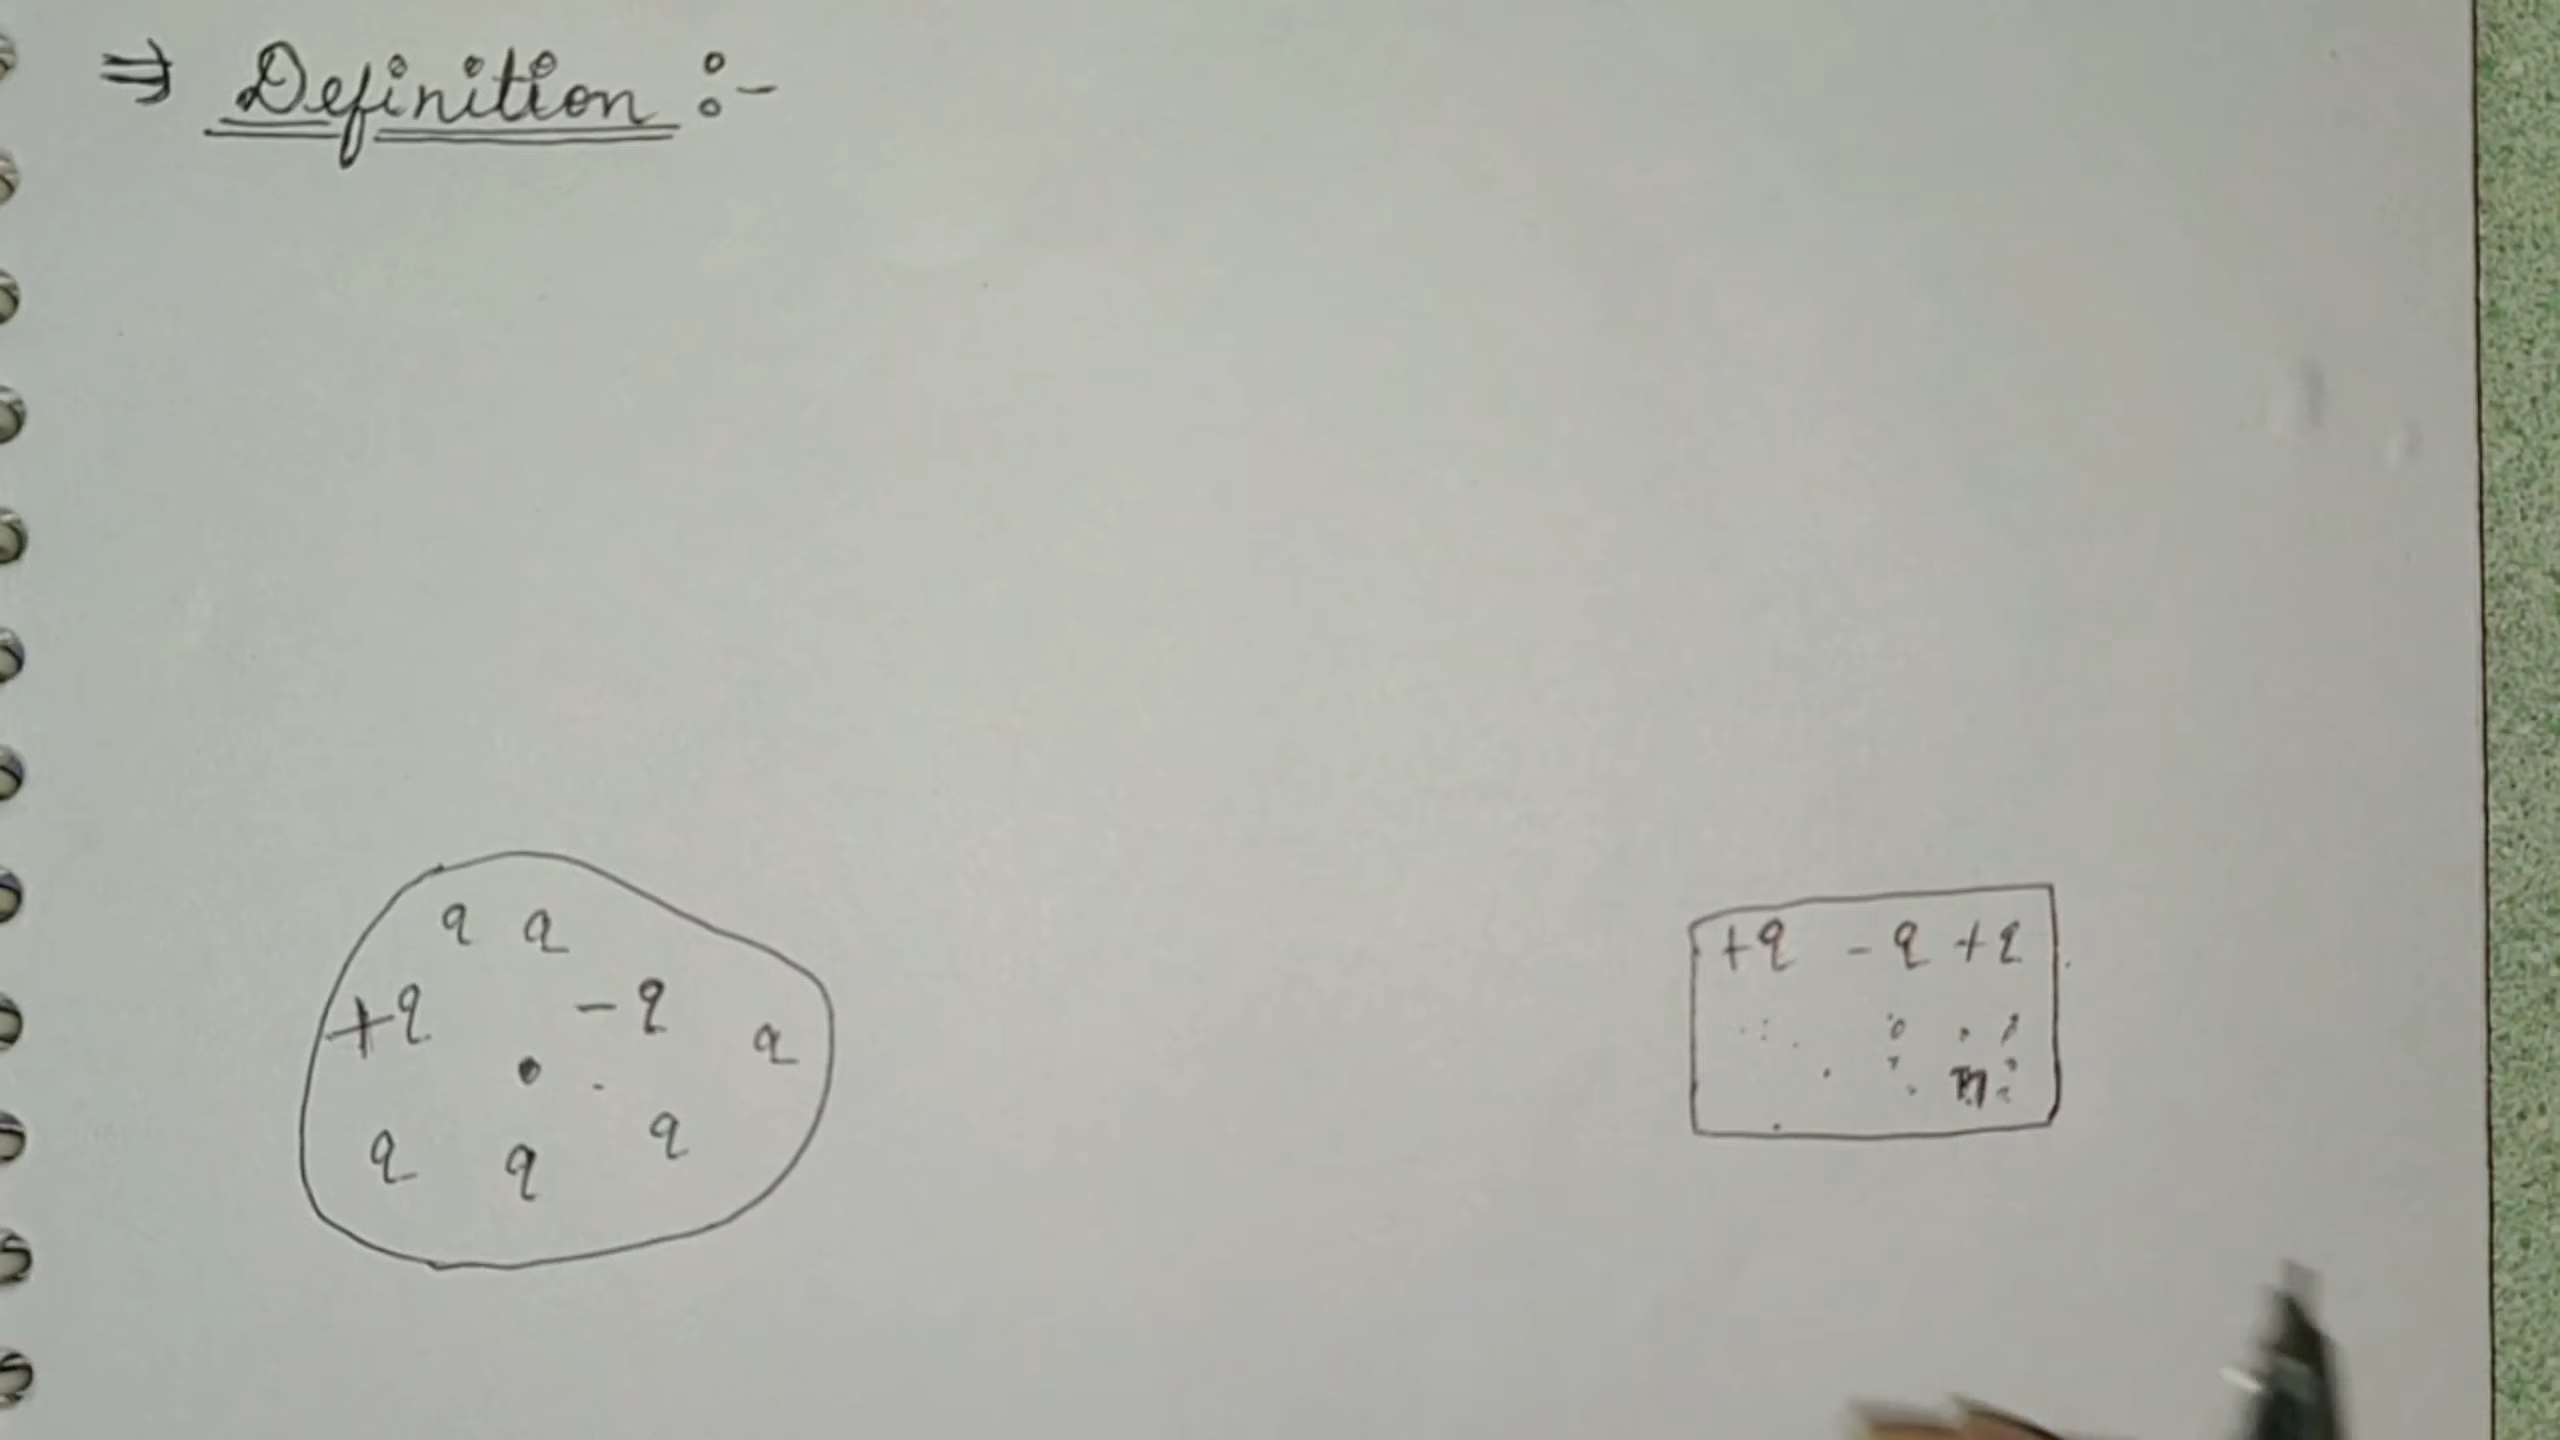 ⇒ Definition :-
q q
+q - q q
q q q
+q - q +q